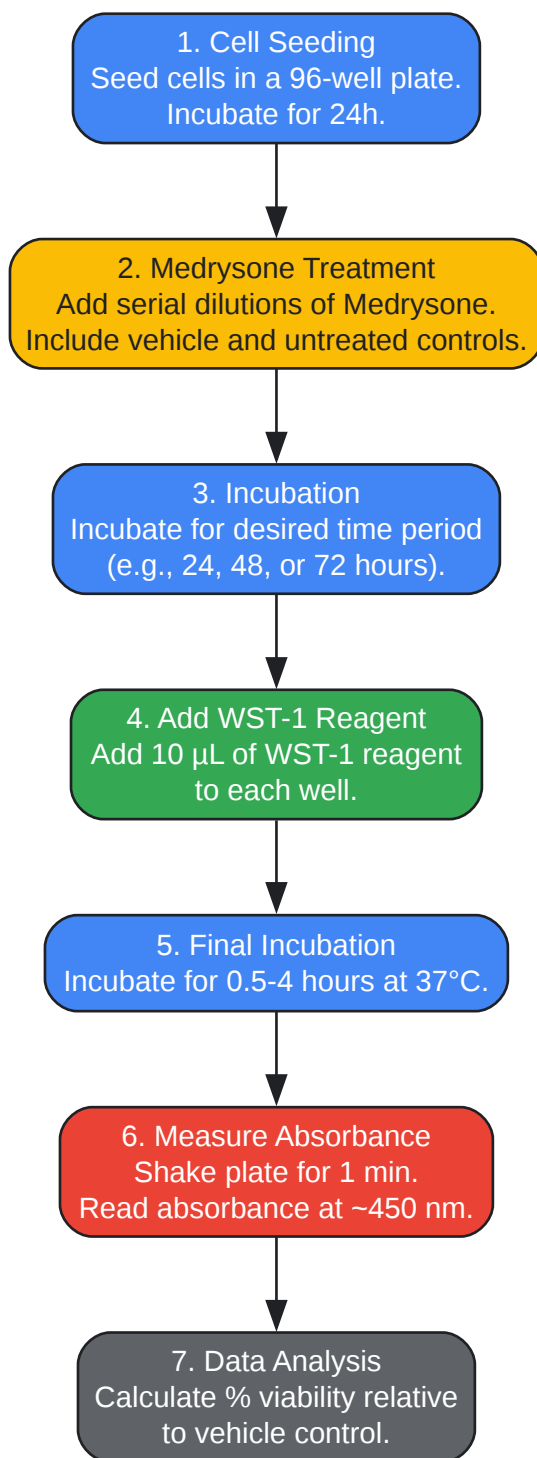 1. Cell Seeding
Seed cells in a 96-well plate.
Incubate for 24h.
2. Medrysone Treatment
Add serial dilutions of Medrysone.
Include vehicle and untreated controls.
3. Incubation
Incubate for desired time period
(e.g., 24, 48, or 72 hours).
4. Add WST-1 Reagent
Add 10 µL of WST-1 reagent
to each well.
5. Final Incubation
Incubate for 0.5-4 hours at 37°C.
6. Measure Absorbance
Shake plate for 1 min.
Read absorbance at ~450 nm.
7. Data Analysis
Calculate % viability relative
to vehicle control.